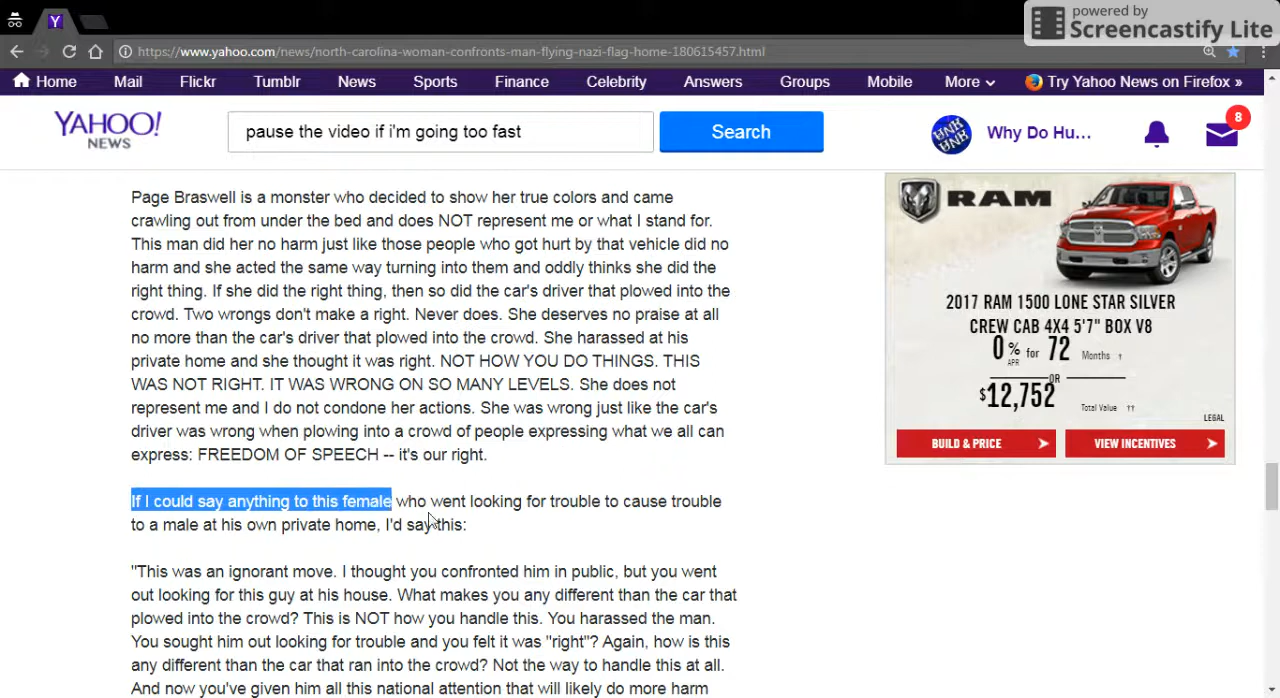 powered by
Screencastify Lite
Y
https://www.yahoo.com/news/north-carolina-woman-confronts-man-flying-nazi-flag-home-180615457.html
Home Mail Flickr Tumblr News Sports Finance Celebrity Answers Groups Mobile More Try Yahoo News on Firefox »
YAHOO!
NEWS
pause the video if i'm going too fast
Search
HNH
UNH
Why Do Hu...
8
Page Braswell is a monster who decided to show her true colors and came
crawling out from under the bed and does NOT represent me or what I stand for.
This man did her no harm just like those people who got hurt by that vehicle did no
harm and she acted the same way turning into them and oddly thinks she did the
right thing. If she did the right thing, then so did the car's driver that plowed into the
crowd. Two wrongs don't make a right. Never does. She deserves no praise at all
no more than the car's driver that plowed into the crowd. She harassed at his
private home and she thought it was right. NOT HOW YOU DO THINGS. THIS
WAS NOT RIGHT. IT WAS WRONG ON SO MANY LEVELS. She does not
represent me and I do not condone her actions. She was wrong just like the car's
driver was wrong when plowing into a crowd of people expressing what we all can
express: FREEDOM OF SPEECH -- it's our right.
If I could say anything to this female who went looking for trouble to cause trouble
to a male at his own private home, I'd say this:
"This was an ignorant move. I thought you confronted him in public, but you went
out looking for this guy at his house. What makes you any different than the car that
plowed into the crowd? This is NOT how you handle this. You harassed the man.
You sought him out looking for trouble and you felt it was "right"? Again, how is this
any different than the car that ran into the crowd? Not the way to handle this at all.
And now you've given him all this national attention that will likely do more harm
RAM
2017 RAM 1500 LONE STAR SILVER
CREW CAB 4X4 5'7" BOX V8
0% APR for 72 Months †
OR
$12,752 Total Value ††
LEGAL
BUILD & PRICE
VIEW INCENTIVES